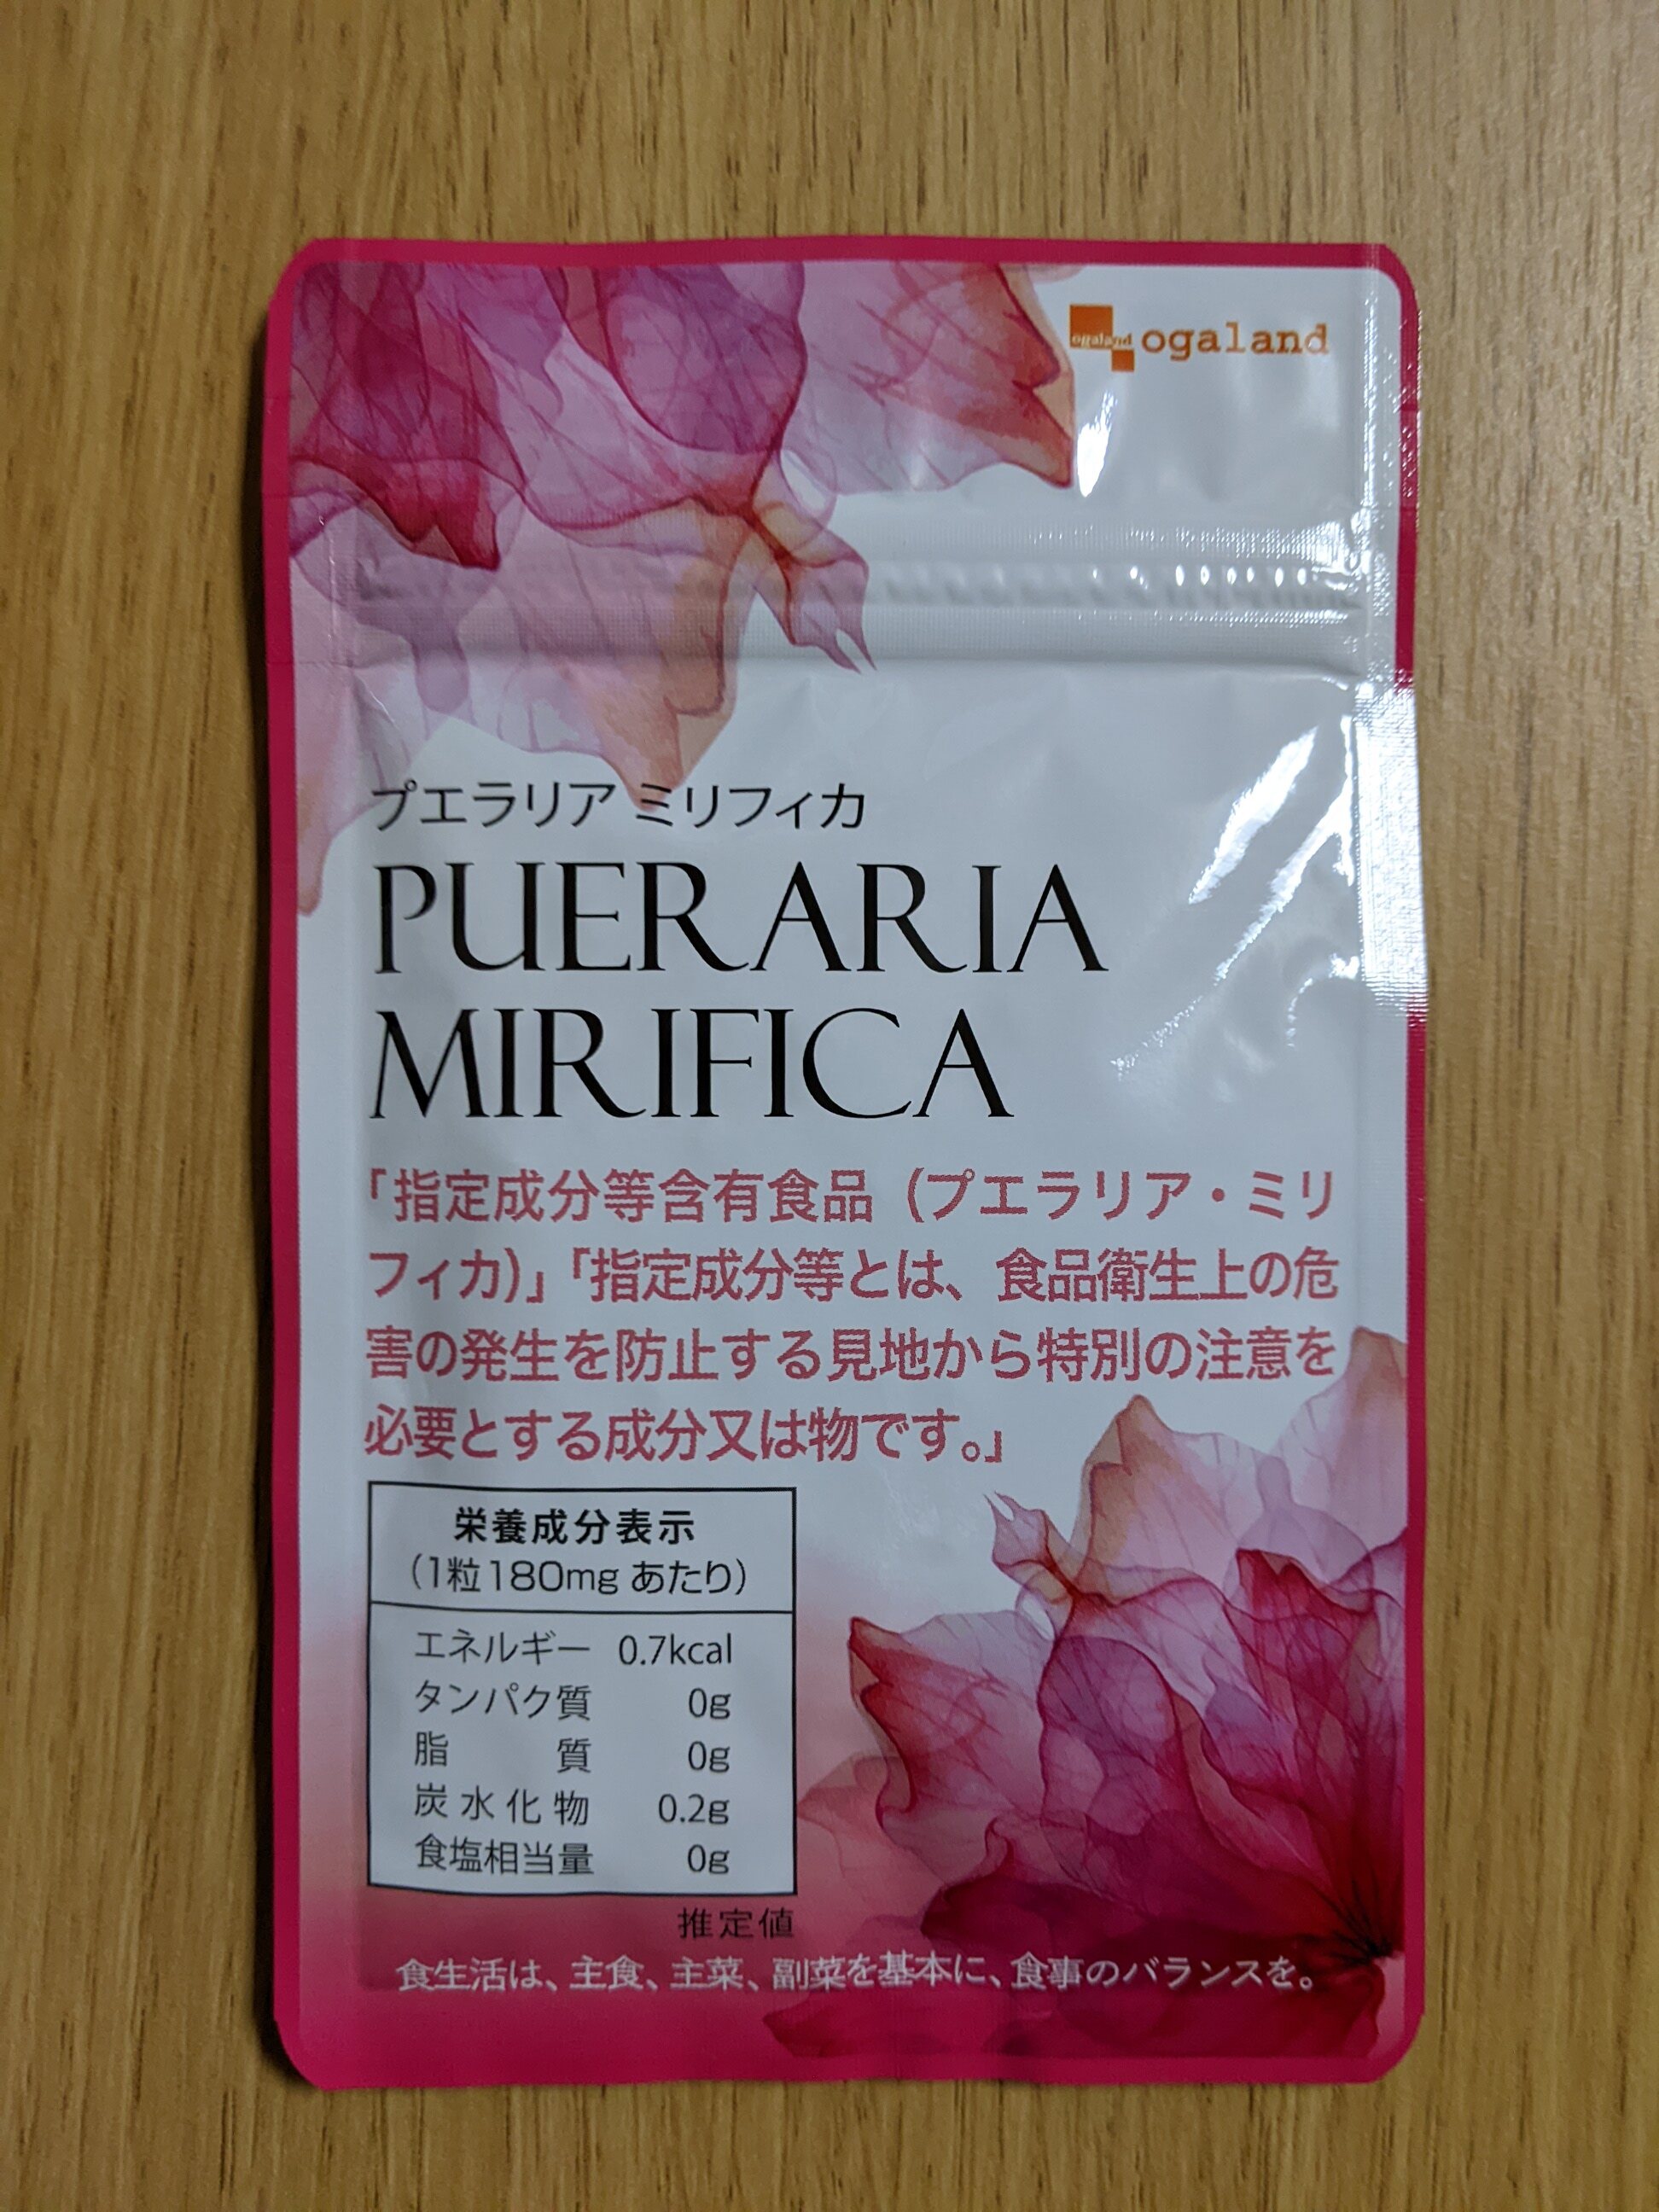 ogaland ogaland
プエラリア ミリフィカ
PUERARIA
MIRIFICA
「指定成分等含有食品（プエラリア・ミリ
フィカ）」「指定成分等とは、食品衛生上の危
害の発生を防止する見地から特別の注意を
必要とする成分又は物です。」
栄養成分表示
（1粒180mg あたり）
エネルギー 0.7kcal
タンパク質 0g
脂質 0g
炭水化物 0.2g
食塩相当量 0g
推定値
食生活は、主食、主菜、副菜を基本に、食事のバランスを。